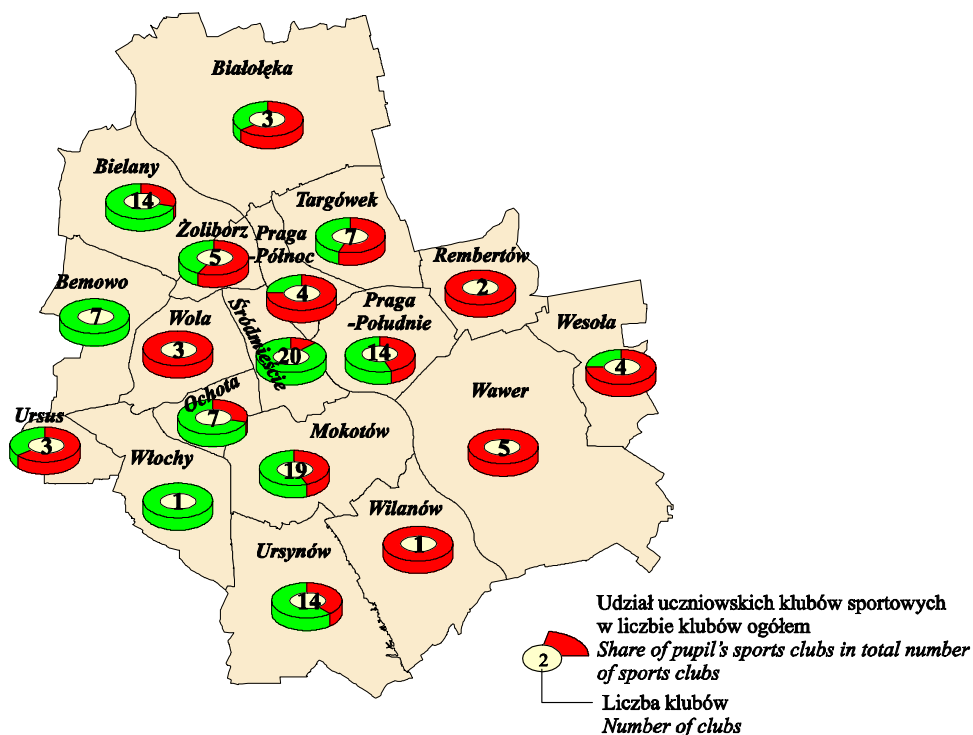 Białołęka
3
Bielany
14
Targówek
7
Żoliborz
5
Praga
-Północ
4
Rembertów
2
Bemowo
7
Wola
3
Śródmieście
20
Praga
-Południe
14
Wesoła
4
Ochota
7
Wawer
5
Ursus
3
Mokotów
19
Włochy
1
Wilanów
1
Ursynów
14
Udział uczniowskich klubów sportowych
w liczbie klubów ogółem
Share of pupil's sports clubs in total number
of sports clubs
2
Liczba klubów
Number of clubs